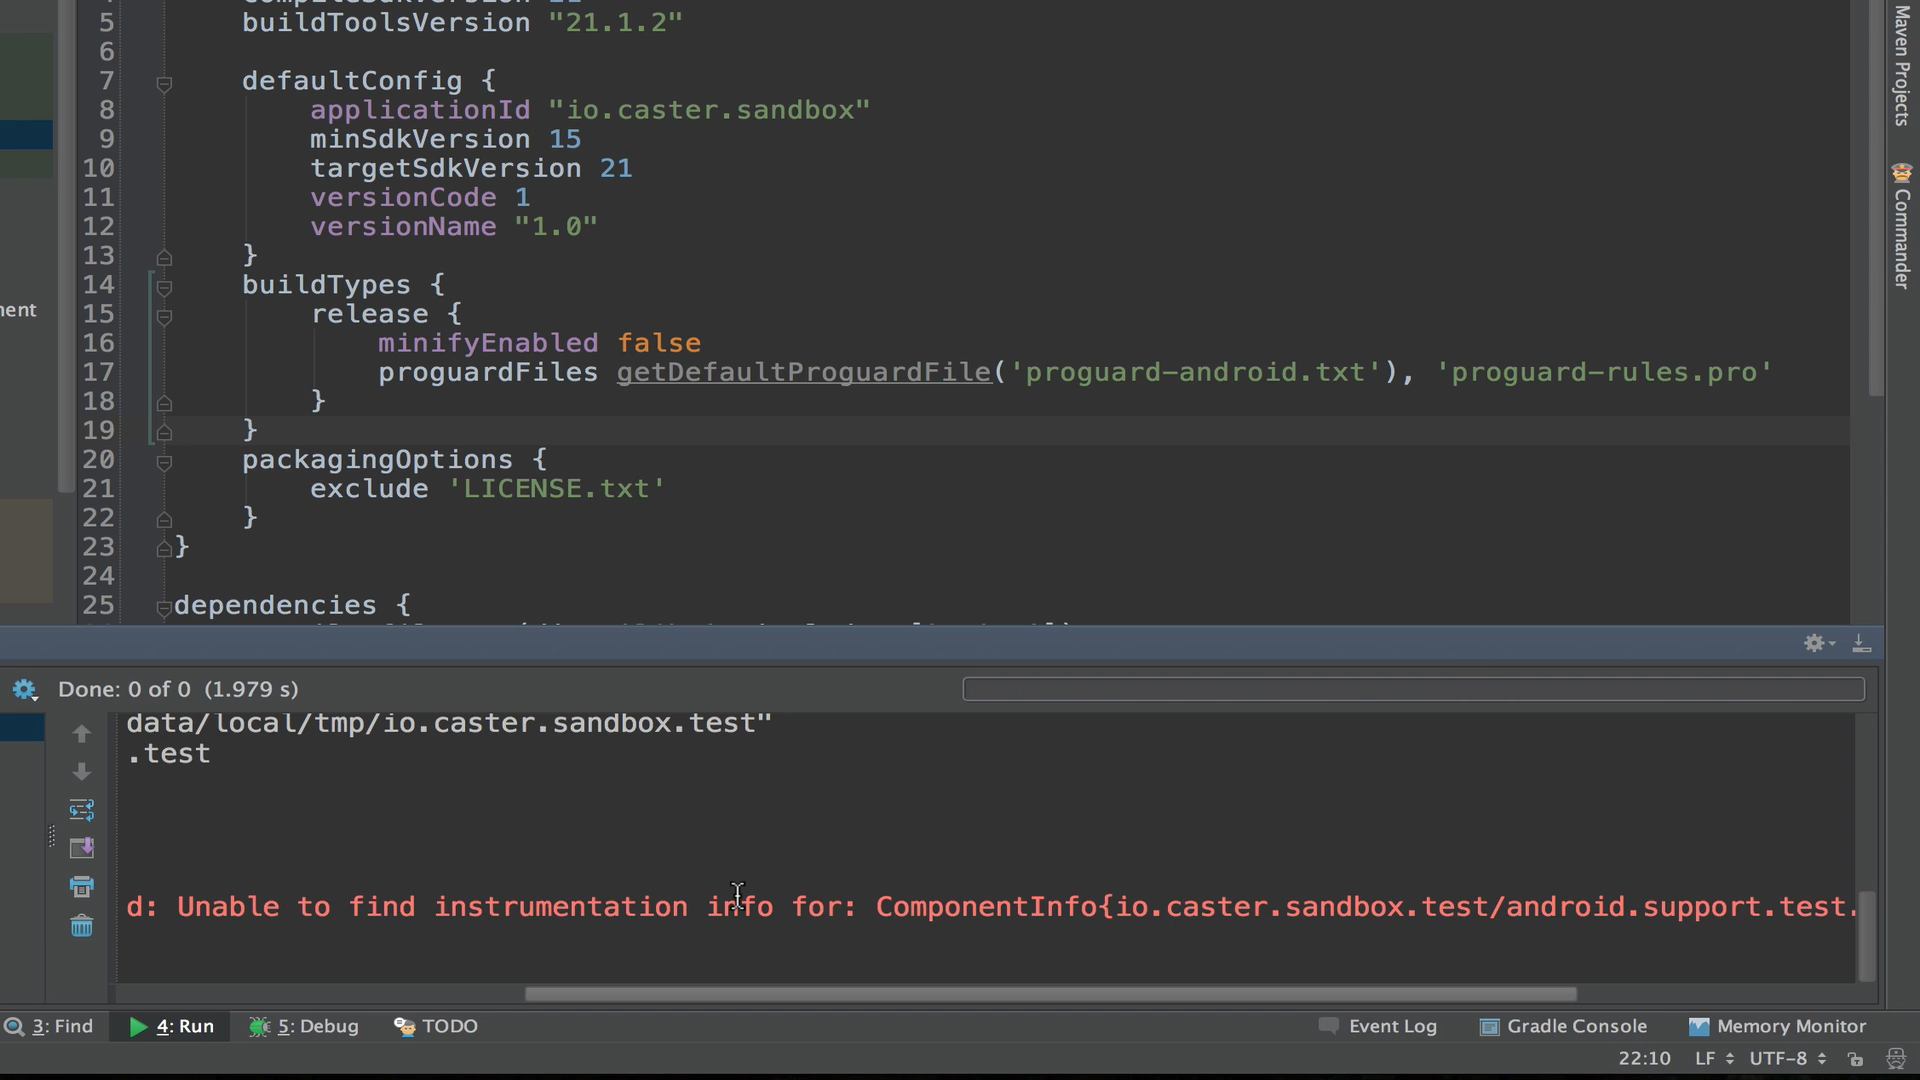 5 buildToolsVersion "21.1.2"
6
7 defaultConfig {
8 applicationId "io.caster.sandbox"
9 minSdkVersion 15
10 targetSdkVersion 21
11 versionCode 1
12 versionName "1.0"
13 }
14 buildTypes {
15 release {
16 minifyEnabled false
17 proguardFiles getDefaultProguardFile('proguard-android.txt'), 'proguard-rules.pro'
18 }
19 }
20 packagingOptions {
21 exclude 'LICENSE.txt'
22 }
23 }
24
25 dependencies {
nent
Maven Projects
Commander
Done: 0 of 0 (1.979 s)
data/local/tmp/io.caster.sandbox.test"
.test
d: Unable to find instrumentation info for: ComponentInfo{io.caster.sandbox.test/android.support.test.
3: Find 4: Run 5: Debug TODO Event Log Gradle Console Memory Monitor
22:10 LF UTF-8